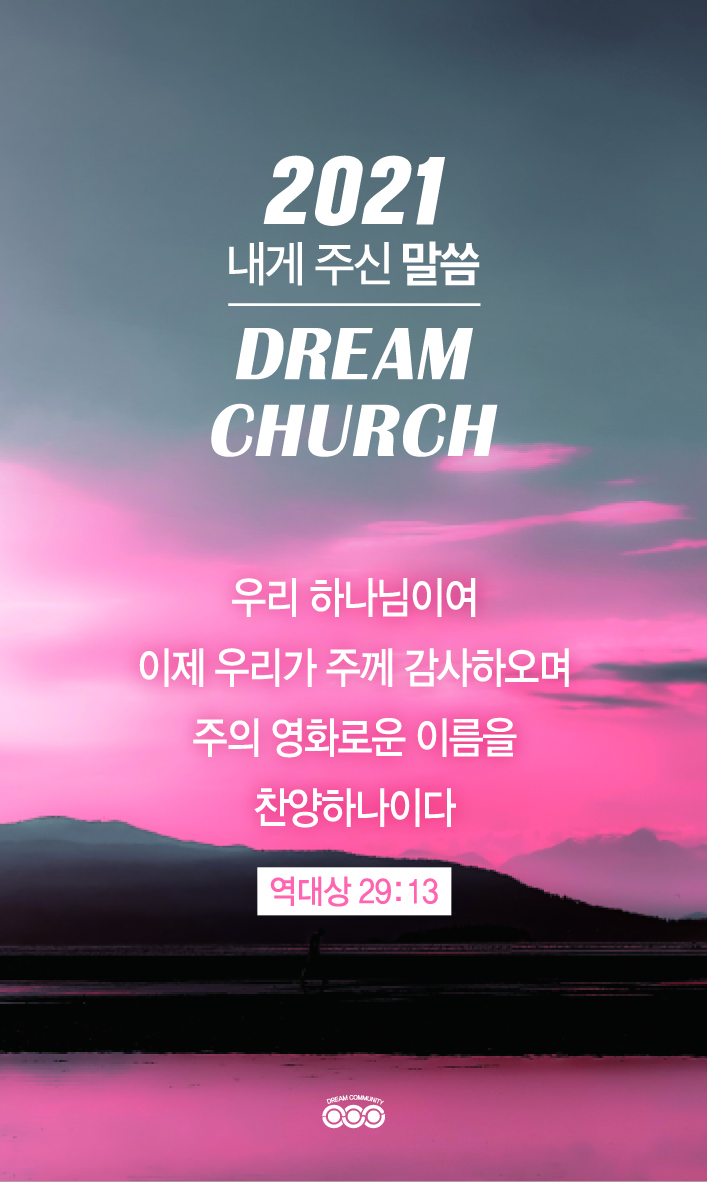 2021
내게 주신 말씀
DREAM
CHURCH
우리 하나님이여
이제 우리가 주께 감사하오며
주의 영화로운 이름을
찬양하나이다
역대상 29:13
DREAM COMMUNITY